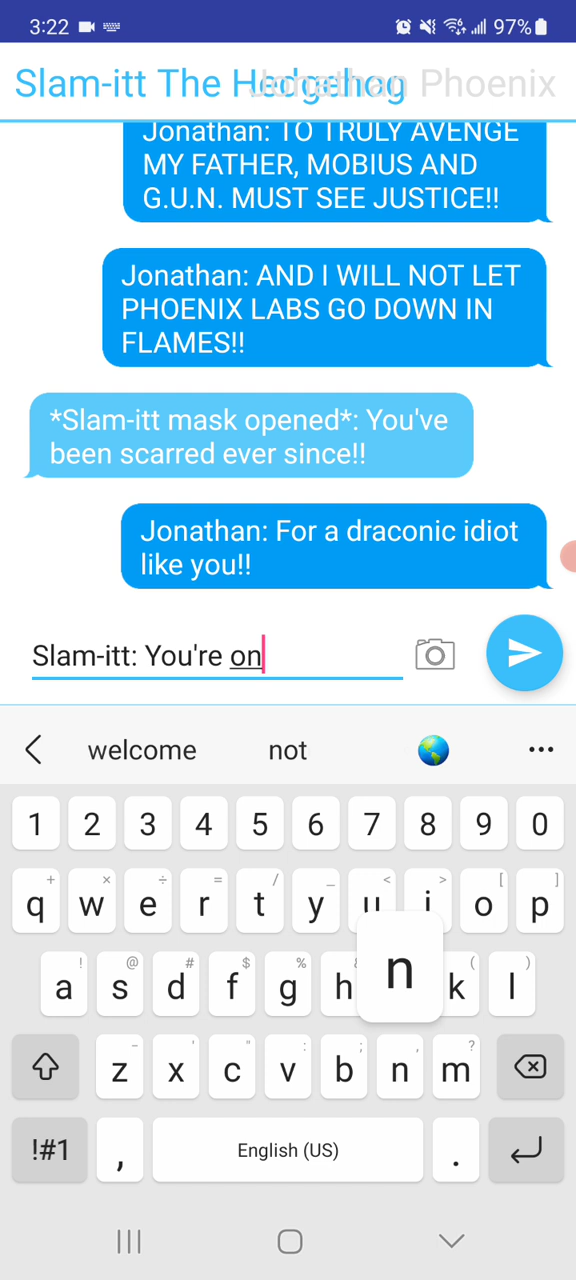 3:22 97%
Slam-itt The Hedgehog Jonathan Phoenix
Jonathan: TO TRULY AVENGE
MY FATHER, MOBIUS AND
G.U.N. MUST SEE JUSTICE!!
Jonathan: AND I WILL NOT LET
PHOENIX LABS GO DOWN IN
FLAMES!!
*Slam-itt mask opened*: You've
been scarred ever since!!
Jonathan: For a draconic idiot
like you!!
Slam-itt: You're on
welcome not
1 2 3 4 5 6 7 8 9 0
+ × ÷ = / _ < > [ ]
q w e r t y u i o p
! @ # $ % ( )
a s d f g h n k l
- ' " : ; , ?
z x c v b n m
!#1 , English (US) .